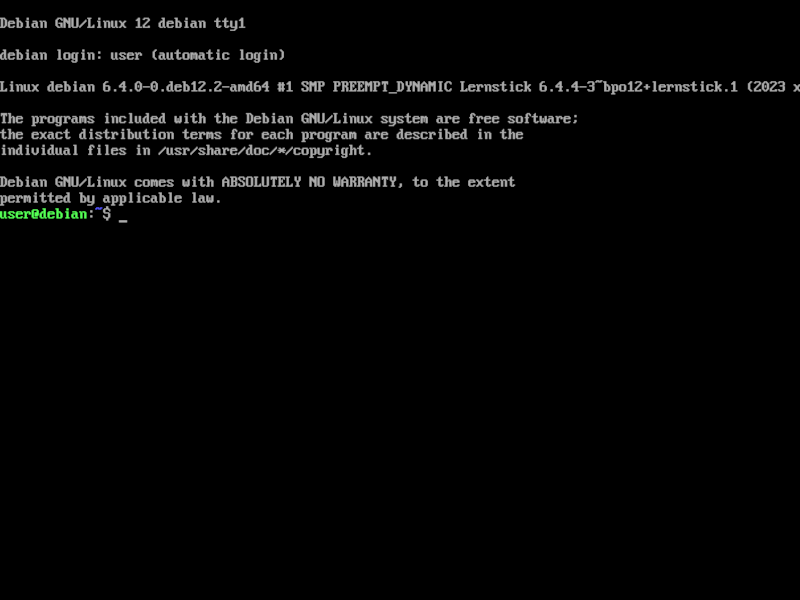 Debian GNU/Linux 12 debian tty1
debian login: user (automatic login)
Linux debian 6.4.0-0.deb12.2-amd64 #1 SMP PREEMPT_DYNAMIC Lernstick 6.4.4-3~bpo12+lernstick.1 (2023 x
The programs included with the Debian GNU/Linux system are free software;
the exact distribution terms for each program are described in the
individual files in /usr/share/doc/*/copyright.
Debian GNU/Linux comes with ABSOLUTELY NO WARRANTY, to the extent
permitted by applicable law.
user@debian:~$ _